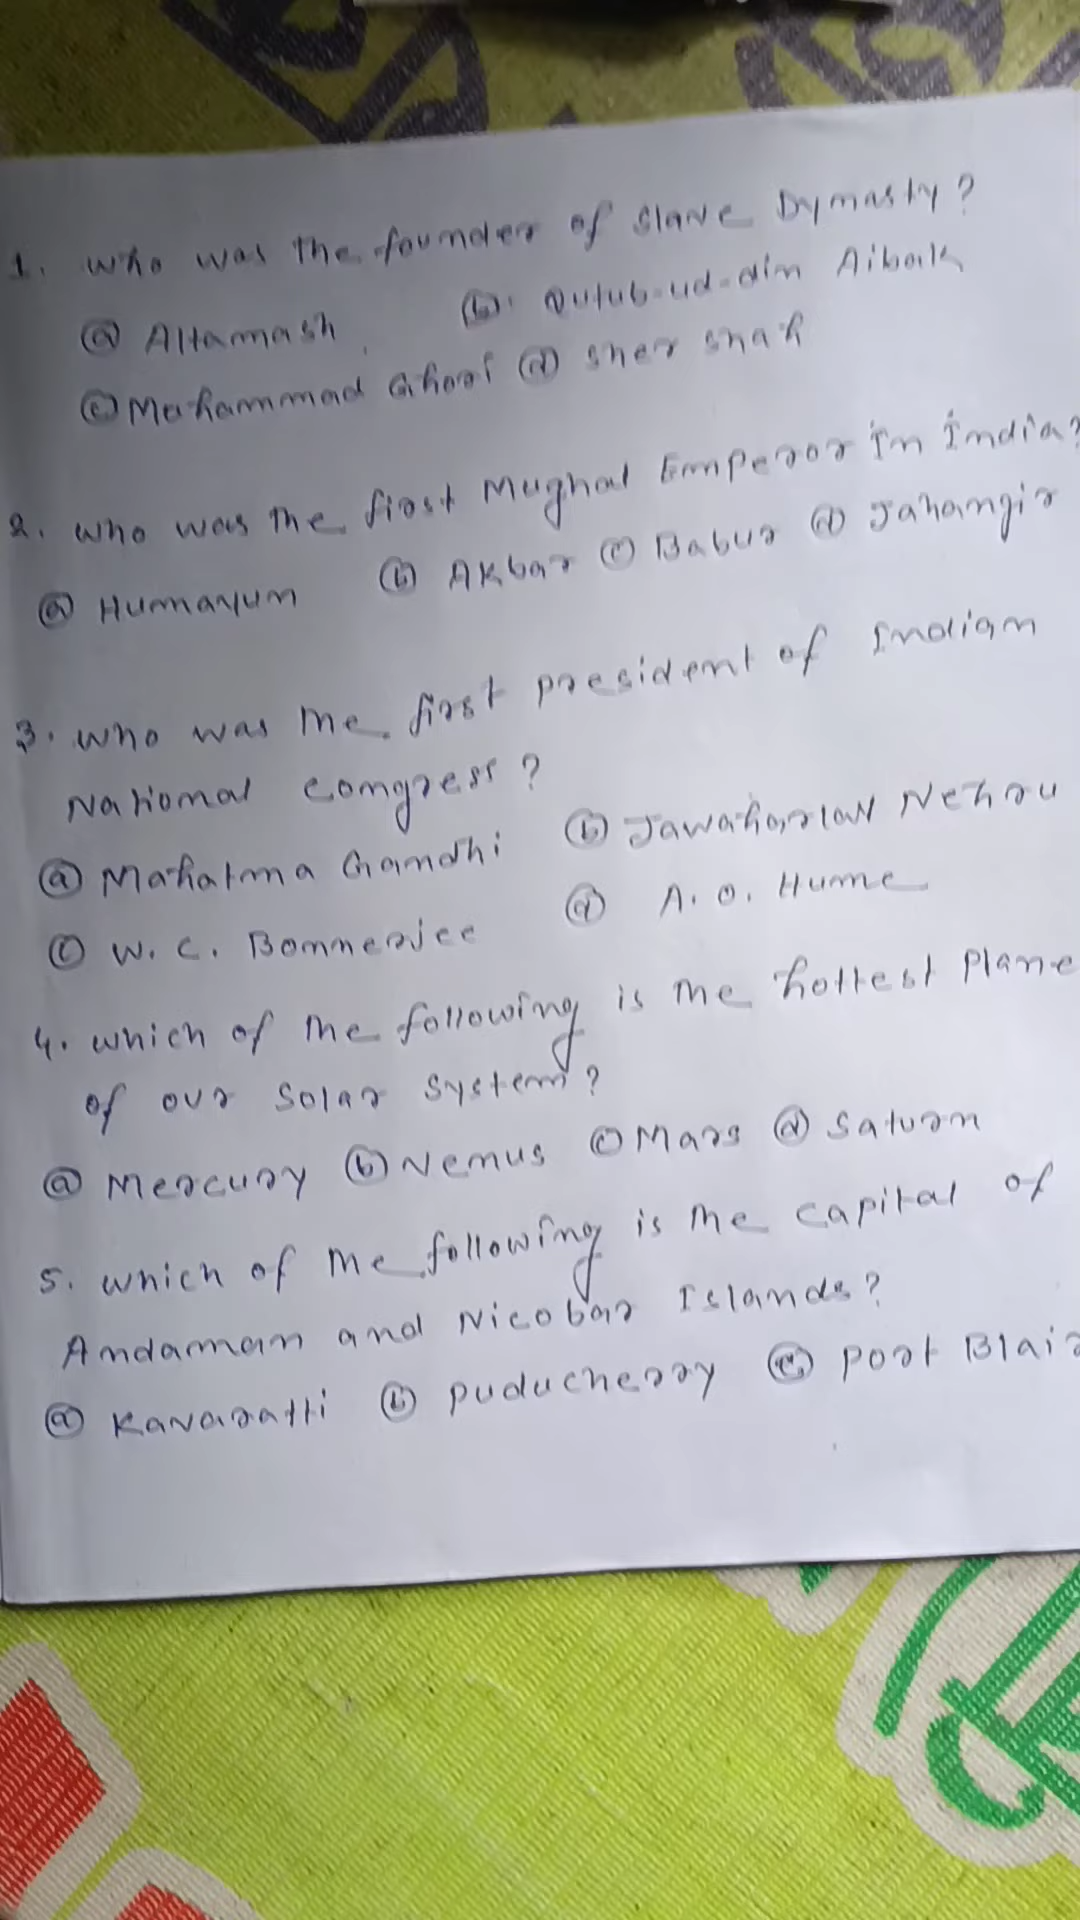 1. Who was the founder of Slave Dynasty?
(a) Altamash (b). Qutub-ud-din Aibak
(c) Mohammad Ghori (d) Sher Shah
2. Who was the first Mughal Emperor in India?
(a) Humayun (b) Akbar (c) Babur (d) Jahangir
3. Who was the first president of Indian
National Congress?
(a) Mahatma Gandhi (b) Jawaharlal Nehru
(c) W. C. Bonnerjee (d) A. O. Hume
4. Which of the following is the hottest Plane
of our Solar System?
(a) Mercury (b) Venus (c) Mars (d) Saturn
5. Which of the following is the capital of
Andaman and Nicobar Islands?
(a) Kavaratti (b) Puducherry (c) Port Blair